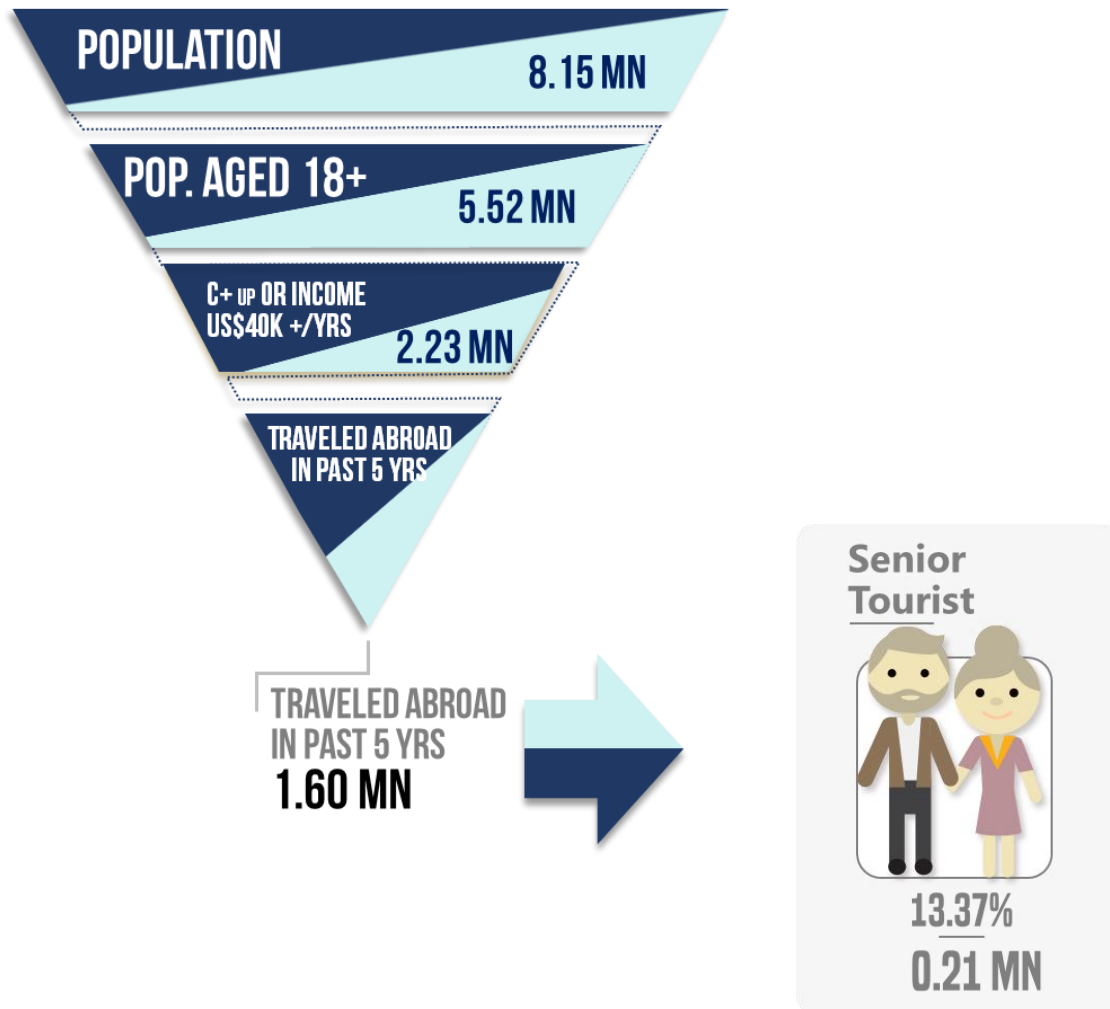 POPULATION
8.15 MN
POP. AGED 18+
5.52 MN
C+ UP OR INCOME
US$40K +/YRS
2.23 MN
TRAVELED ABROAD
IN PAST 5 YRS
TRAVELED ABROAD
IN PAST 5 YRS
1.60 MN
Senior
Tourist
13.37%
0.21 MN